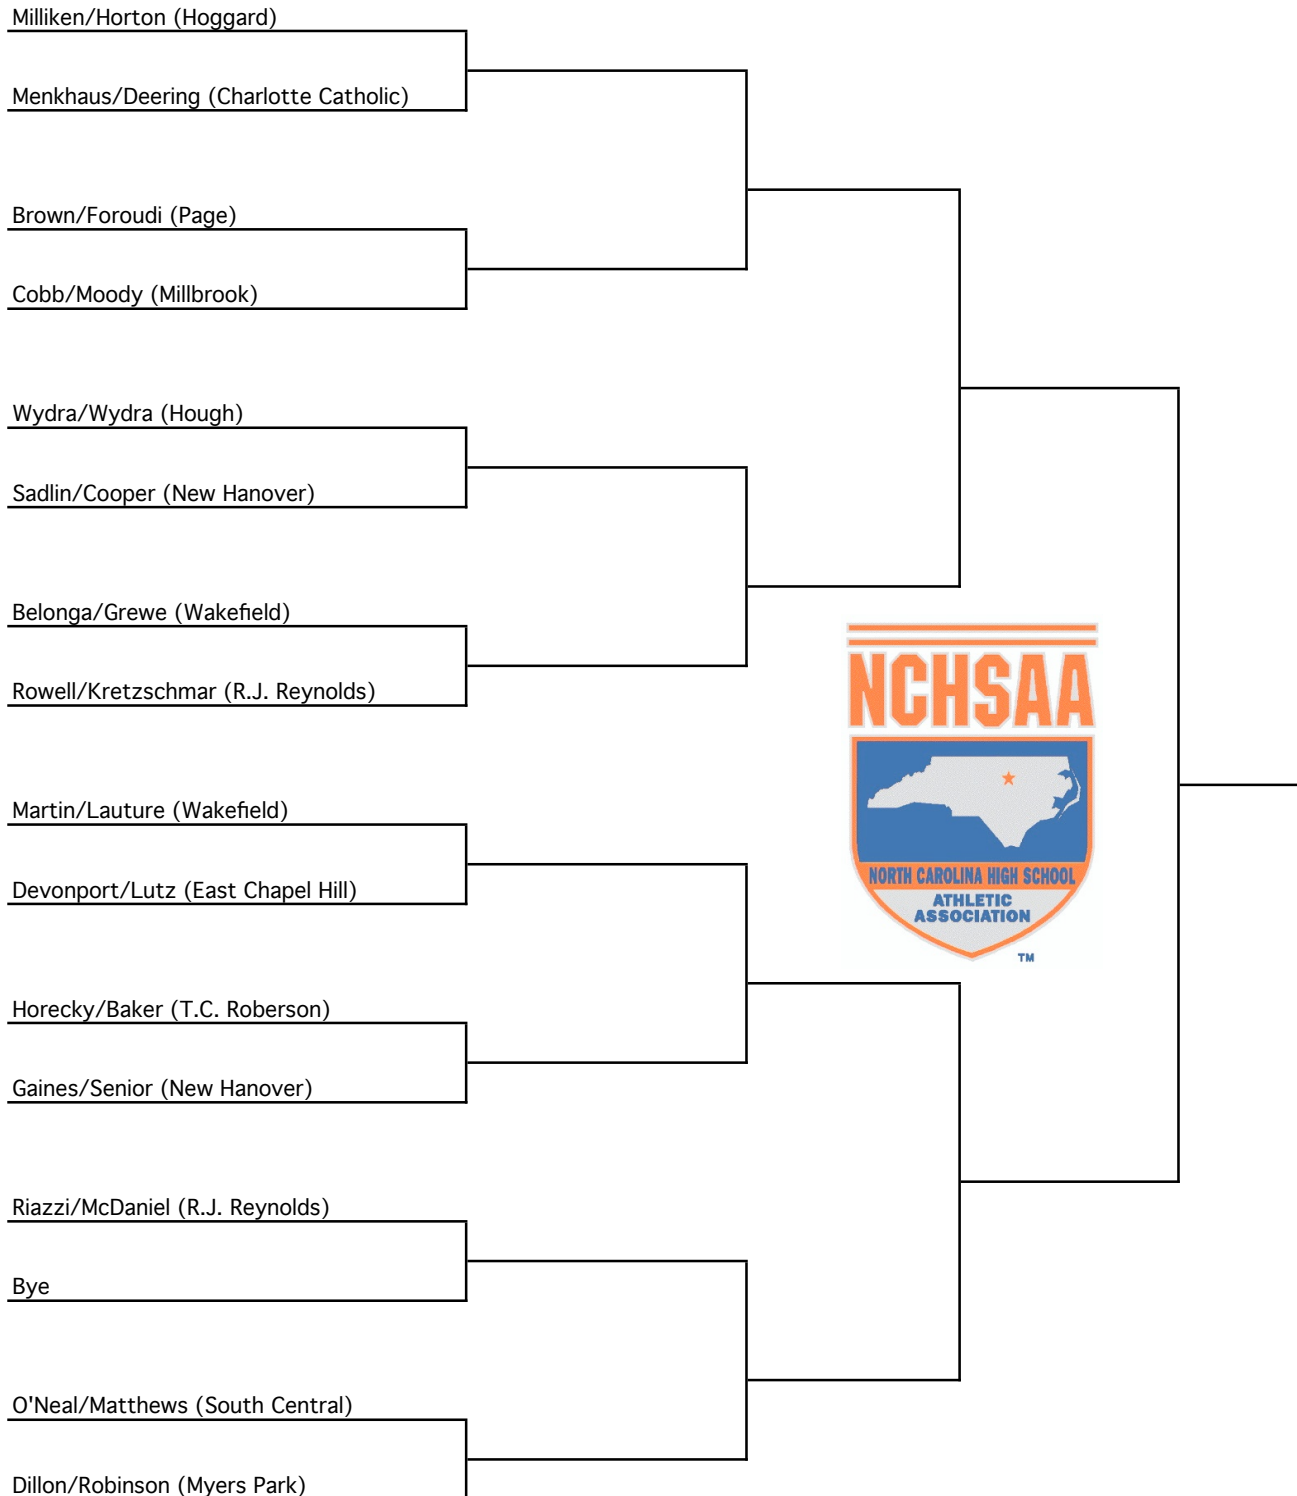 Milliken/Horton (Hoggard)
Menkhaus/Deering (Charlotte Catholic)
Brown/Foroudi (Page)
Cobb/Moody (Millbrook)
Wydra/Wydra (Hough)
Sadlin/Cooper (New Hanover)
Belonga/Grewe (Wakefield)
Rowell/Kretzschmar (R.J. Reynolds)
NCHSAA
Martin/Lauture (Wakefield)
Devonport/Lutz (East Chapel Hill)
NORTH CAROLINA HIGH SCHOOL
ATHLETIC
ASSOCIATION
TM
Horecky/Baker (T.C. Roberson)
Gaines/Senior (New Hanover)
Riazzi/McDaniel (R.J. Reynolds)
Bye
O'Neal/Matthews (South Central)
Dillon/Robinson (Myers Park)